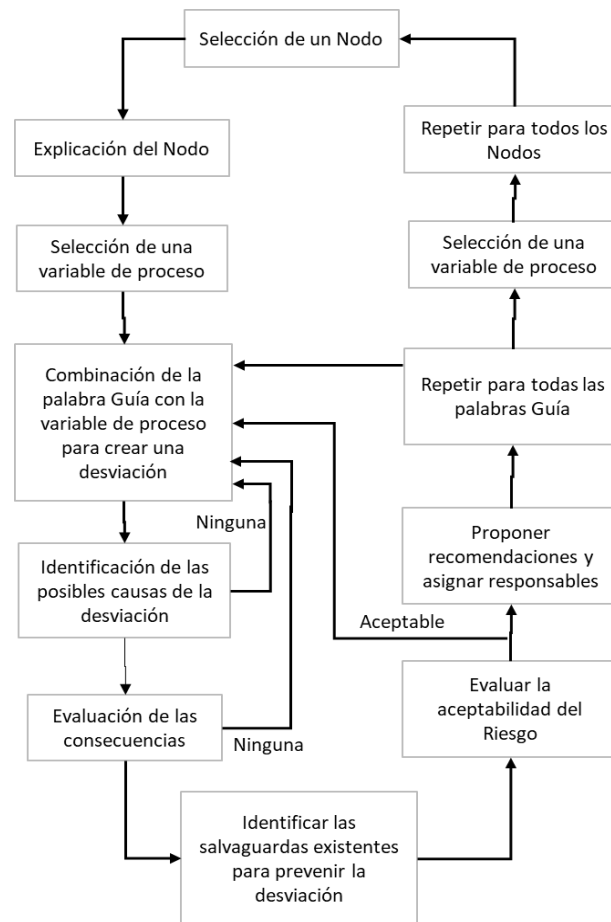 Selección de un Nodo
Explicación del Nodo
Selección de una
variable de proceso
Combinación de la
palabra Guía con la
variable de proceso
para crear una
desviación
Ninguna
Identificación de las
posibles causas de la
desviación
Evaluación de las
consecuencias
Ninguna
Identificar las
salvaguardas existentes
para prevenir la
desviación
Evaluar la
aceptabilidad del
Riesgo
Aceptable
Proponer
recomendaciones y
asignar responsables
Repetir para todas las
palabras Guía
Selección de una
variable de proceso
Repetir para todos los
Nodos